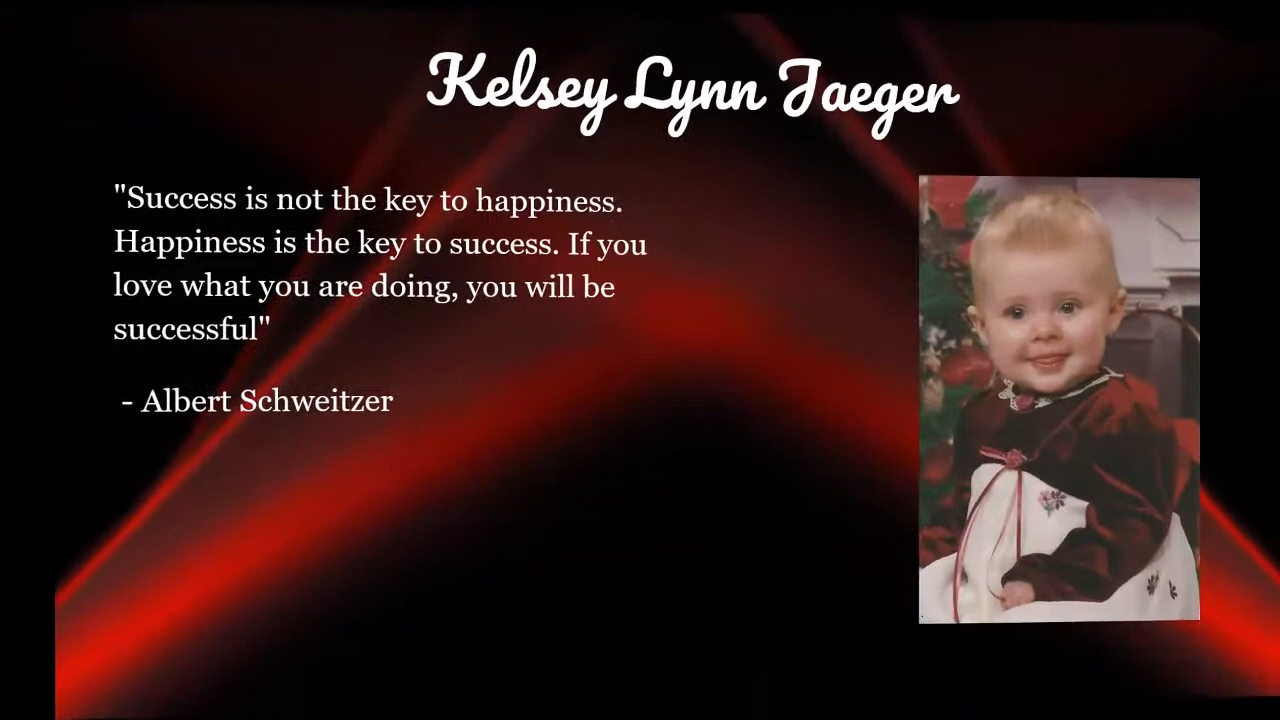 Kelsey Lynn Jaeger
"Success is not the key to happiness.
Happiness is the key to success. If you
love what you are doing, you will be
successful"
- Albert Schweitzer